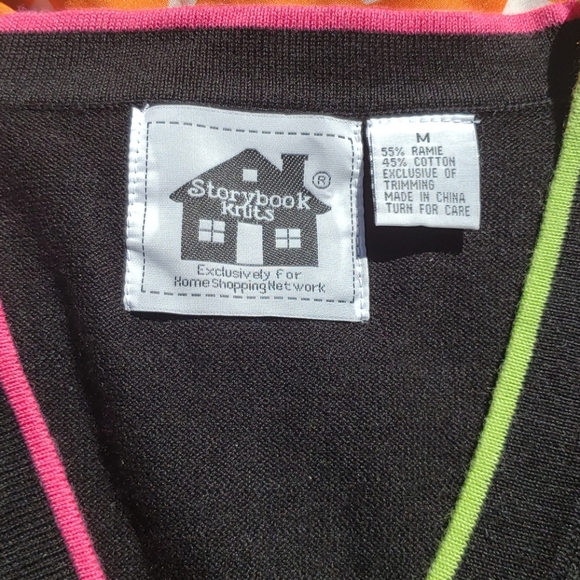 Storybook
Knits
®
Exclusively for
Home Shopping Network
M
55% RAMIE
45% COTTON
EXCLUSIVE OF
TRIMMING
MADE IN CHINA
TURN FOR CARE